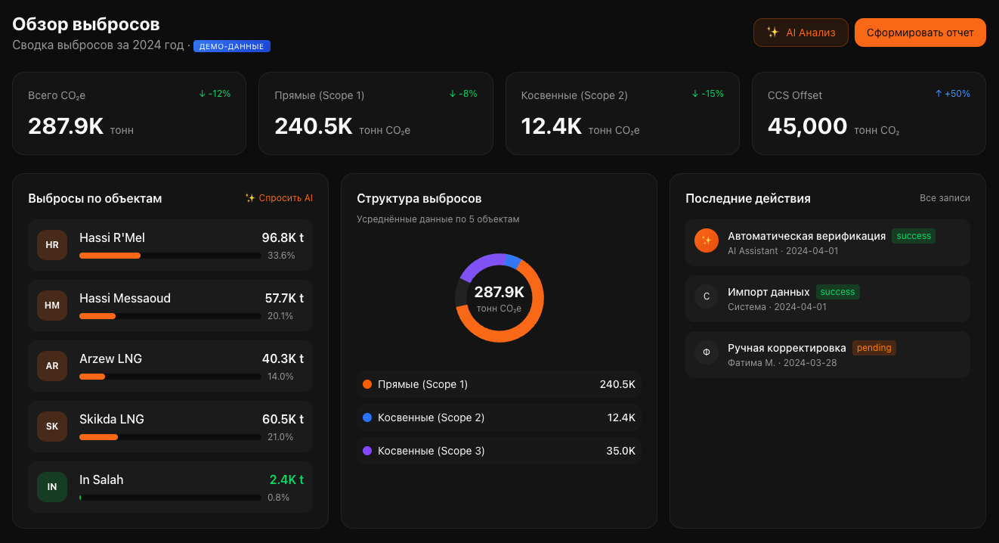 Обзор выбросов
Сводка выбросов за 2024 год · ДЕМО-ДАННЫЕ
✨ AI Анализ
Сформировать отчет
Всего CO₂e
↓ -12%
287.9K тонн
Прямые (Scope 1)
↓ -8%
240.5K тонн CO₂e
Косвенные (Scope 2)
↓ -15%
12.4K тонн CO₂e
CCS Offset
↑ +50%
45,000 тонн CO₂
Выбросы по объектам
✨ Спросить AI
HR
Hassi R'Mel
96.8K t
33.6%
HM
Hassi Messaoud
57.7K t
20.1%
AR
Arzew LNG
40.3K t
14.0%
SK
Skikda LNG
60.5K t
21.0%
IN
In Salah
2.4K t
0.8%
Структура выбросов
Усреднённые данные по 5 объектам
287.9K
тонн CO₂e
Прямые (Scope 1) 240.5K
Косвенные (Scope 2) 12.4K
Косвенные (Scope 3) 35.0K
Последние действия
Все записи
Автоматическая верификация success
AI Assistant · 2024-04-01
С
Импорт данных success
Система · 2024-04-01
Ф
Ручная корректировка pending
Фатима М. · 2024-03-28